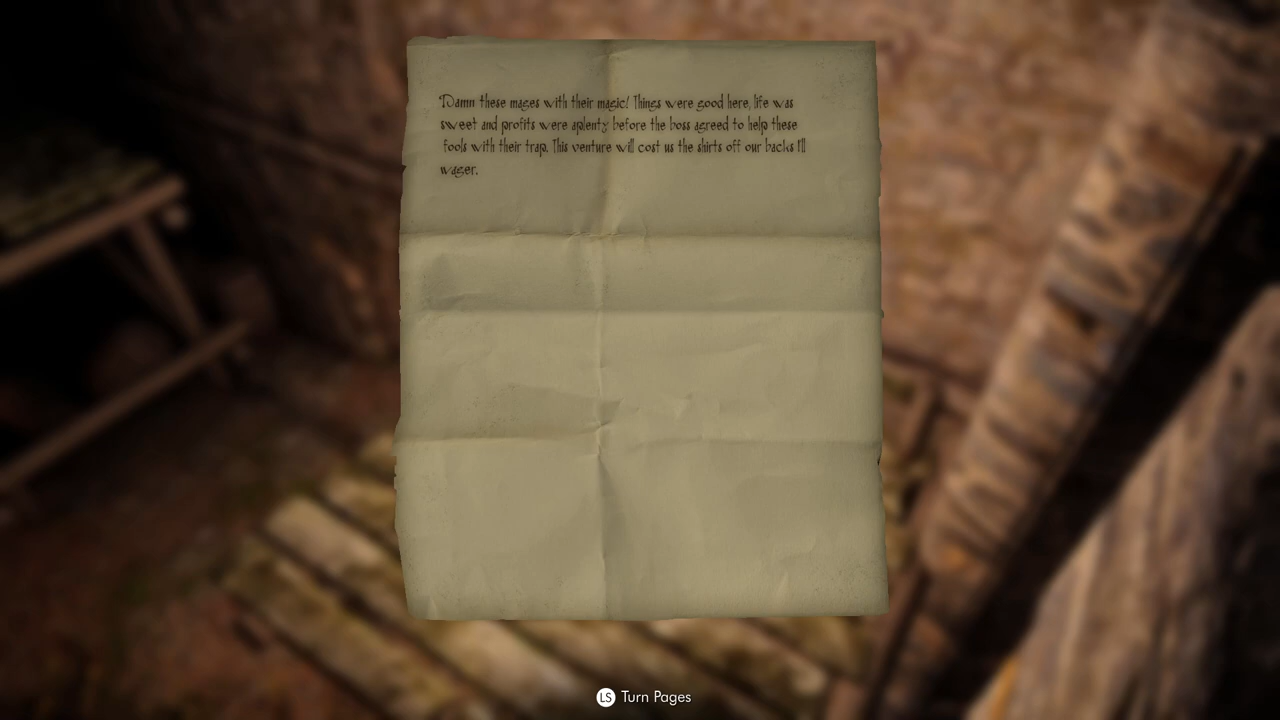 Damn these mages with their magic! Things were good here, life was
sweet and profits were aplenty before the boss agreed to help these
fools with their trap. This venture will cost us the shirts off our backs I'll
wager.
LS Turn Pages